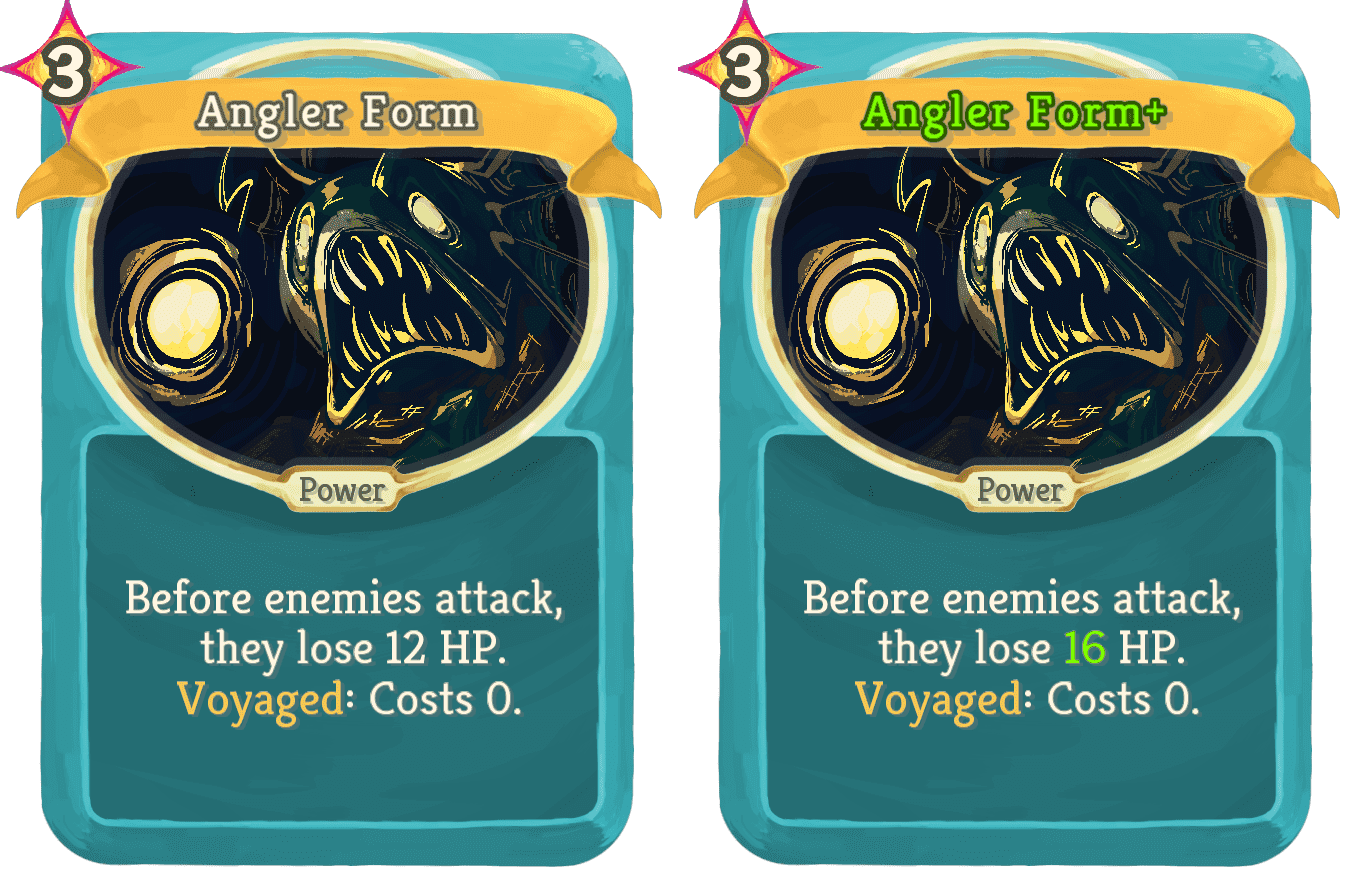 3
Angler Form
Power
Before enemies attack,
they lose 12 HP.
Voyaged: Costs 0.
3
Angler Form+
Power
Before enemies attack,
they lose 16 HP.
Voyaged: Costs 0.